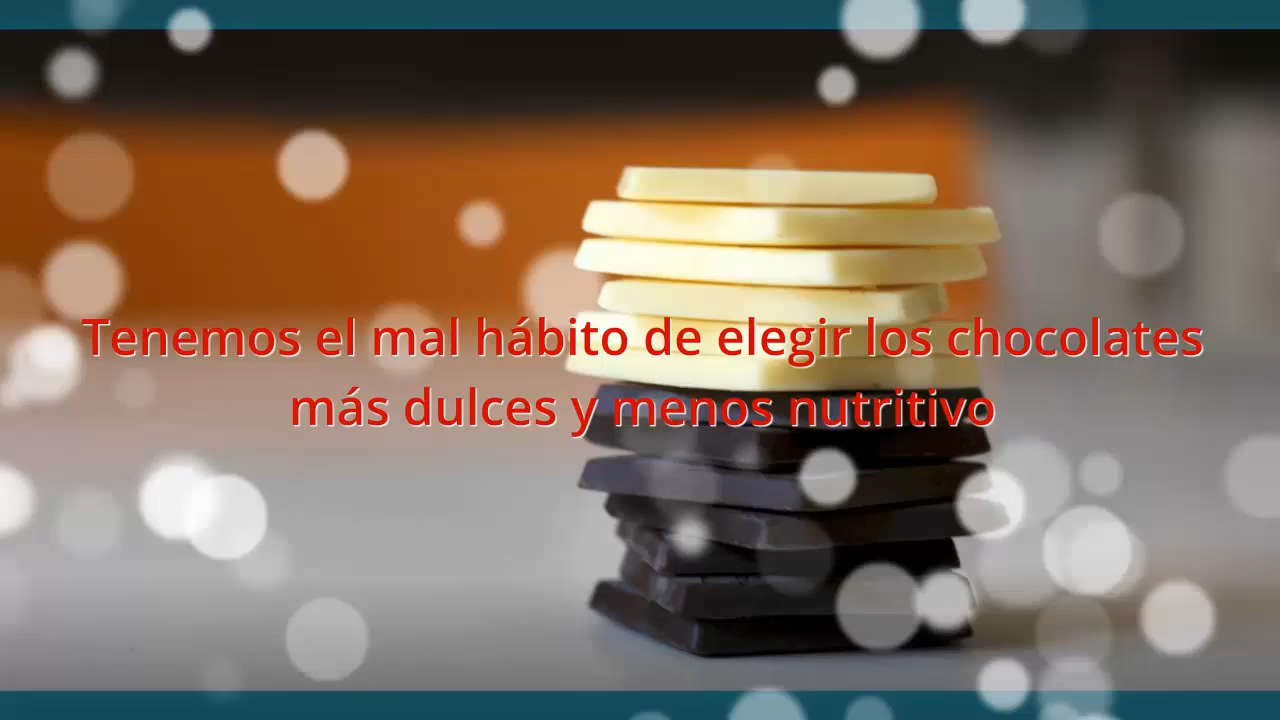 Tenemos el mal hábito de elegir los chocolates
más dulces y menos nutritivo